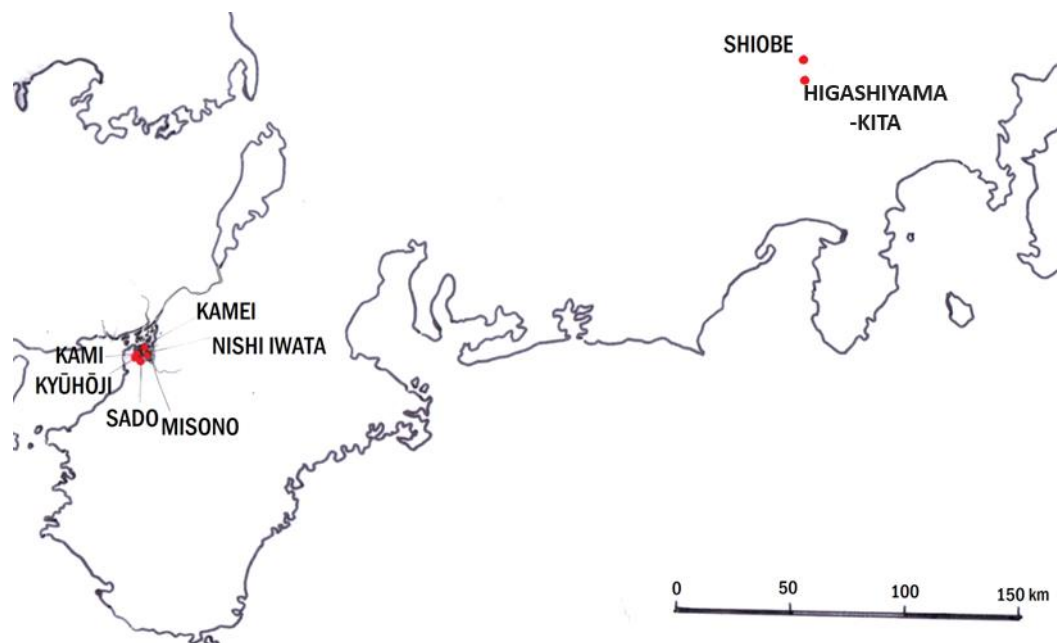 SHIOBE
HIGASHIYAMA
-KITA
KAMEI
NISHI IWATA
KAMI
KYŪHŌJI
SADO MISONO
0 50 100 150 km